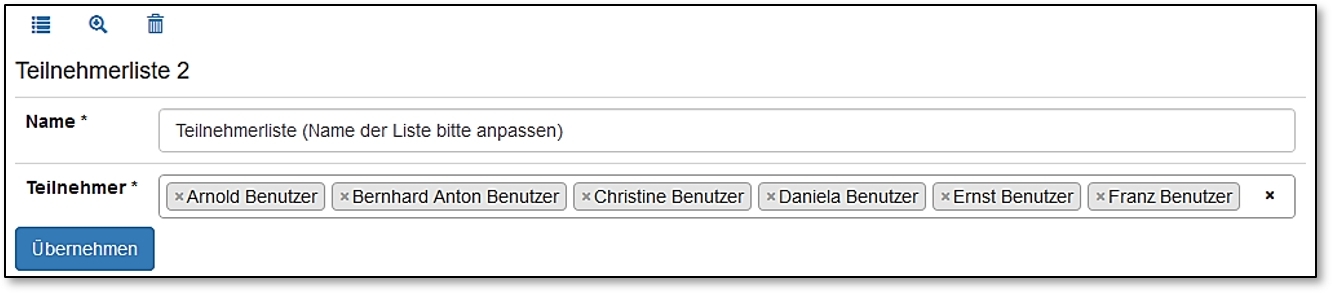 Teilnehmerliste 2
Name *
Teilnehmerliste (Name der Liste bitte anpassen)
Teilnehmer *
×Arnold Benutzer ×Bernhard Anton Benutzer ×Christine Benutzer ×Daniela Benutzer ×Ernst Benutzer ×Franz Benutzer ×
Übernehmen